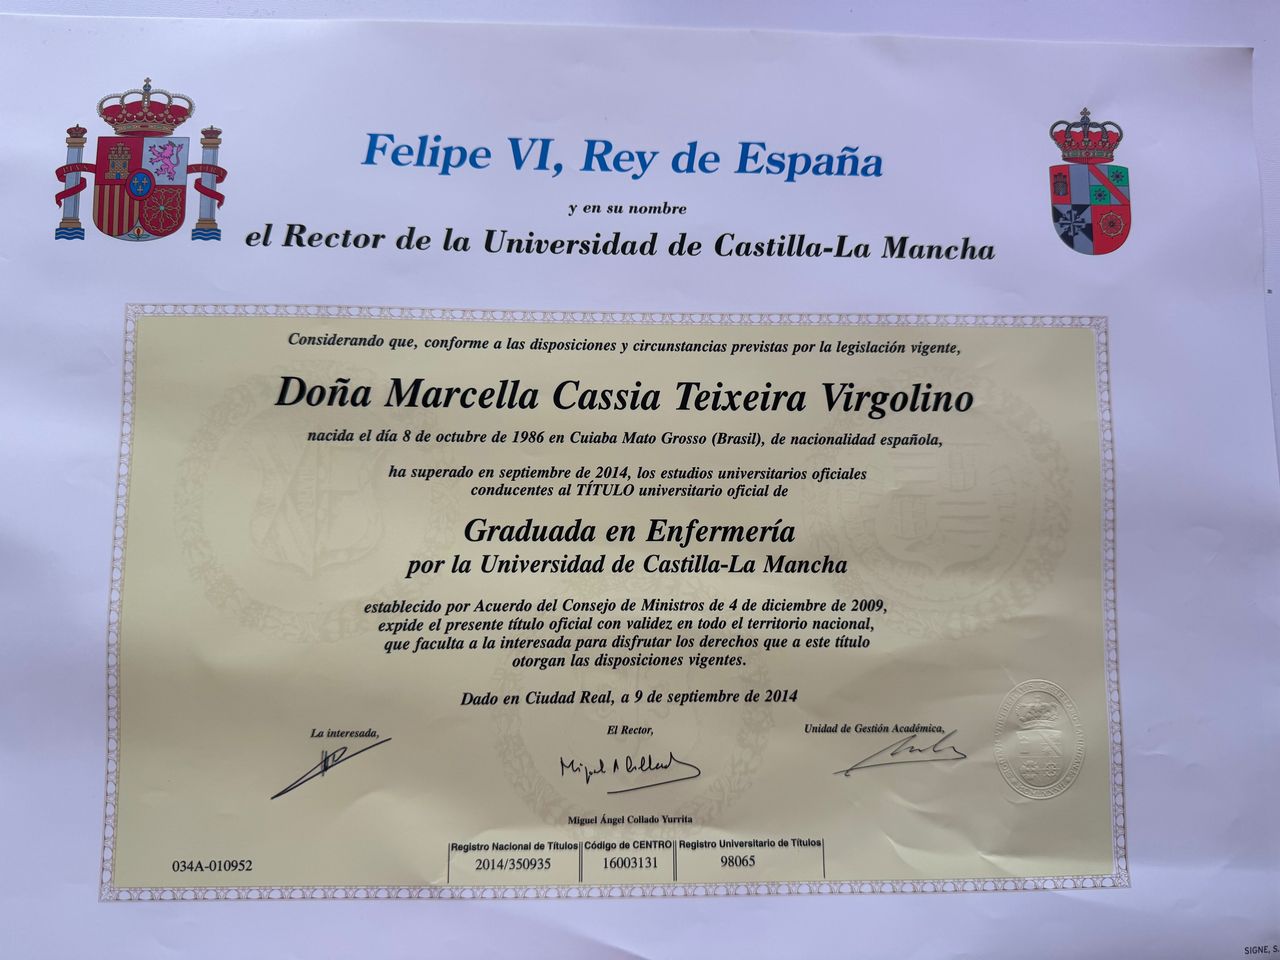 Felipe VI, Rey de España
y en su nombre
el Rector de la Universidad de Castilla-La Mancha
Considerando que, conforme a las disposiciones y circunstancias previstas por la legislación vigente,
Doña Marcella Cassia Teixeira Virgolino
nacida el día 8 de octubre de 1986 en Cuiaba Mato Grosso (Brasil), de nacionalidad española,
ha superado en septiembre de 2014, los estudios universitarios oficiales
conducentes al TÍTULO universitario oficial de
Graduada en Enfermería
por la Universidad de Castilla-La Mancha
establecido por Acuerdo del Consejo de Ministros de 4 de diciembre de 2009,
expide el presente título oficial con validez en todo el territorio nacional,
que faculta a la interesada para disfrutar los derechos que a este título
otorgan las disposiciones vigentes.
Dado en Ciudad Real, a 9 de septiembre de 2014
La interesada, El Rector, Unidad de Gestión Académica,
Miguel Ángel Collado Yurrita
Registro Nacional de Títulos Código de CENTRO Registro Universitario de Títulos
034A-010952 2014/350935 16003131 98065
SIGNE, S.